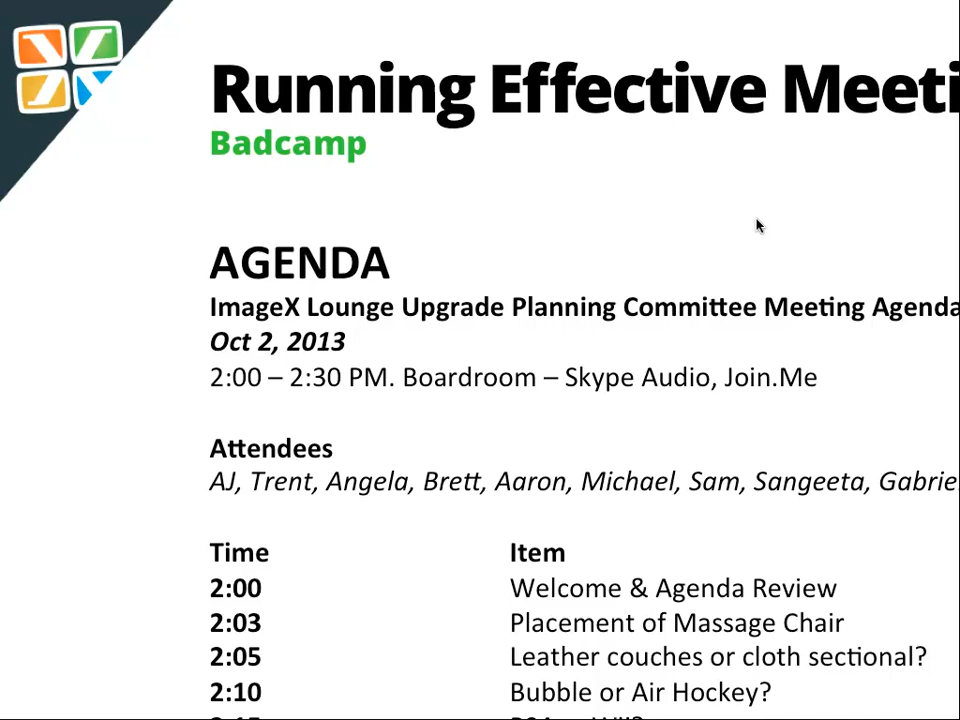 Running Effective Meeti
Badcamp
AGENDA
ImageX Lounge Upgrade Planning Committee Meeting Agenda
Oct 2, 2013
2:00 – 2:30 PM. Boardroom – Skype Audio, Join.Me
Attendees
AJ, Trent, Angela, Brett, Aaron, Michael, Sam, Sangeeta, Gabrie
Time Item
2:00 Welcome & Agenda Review
2:03 Placement of Massage Chair
2:05 Leather couches or cloth sectional?
2:10 Bubble or Air Hockey?